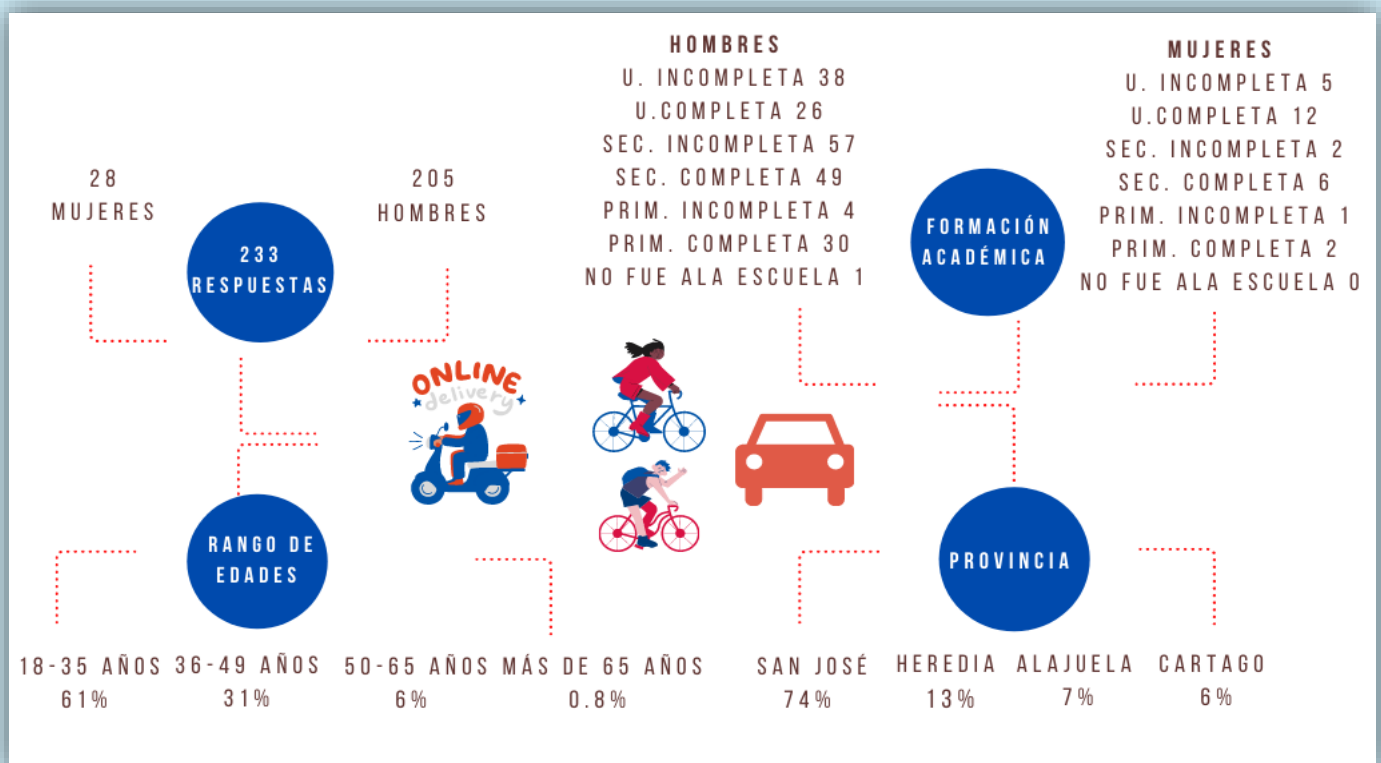 28
MUJERES
233
RESPUESTAS
205
HOMBRES
HOMBRES
U. INCOMPLETA 38
U.COMPLETA 26
SEC. INCOMPLETA 57
SEC. COMPLETA 49
PRIM. INCOMPLETA 4
PRIM. COMPLETA 30
NO FUE ALA ESCUELA 1
FORMACIÓN
ACADÉMICA
MUJERES
U. INCOMPLETA 5
U.COMPLETA 12
SEC. INCOMPLETA 2
SEC. COMPLETA 6
PRIM. INCOMPLETA 1
PRIM. COMPLETA 2
NO FUE ALA ESCUELA 0
ONLINE
delivery
RANGO DE
EDADES
18-35 AÑOS
61%
36-49 AÑOS
31%
50-65 AÑOS
6%
MÁS DE 65 AÑOS
0.8%
PROVINCIA
SAN JOSÉ
74%
HEREDIA
13%
ALAJUELA
7%
CARTAGO
6%